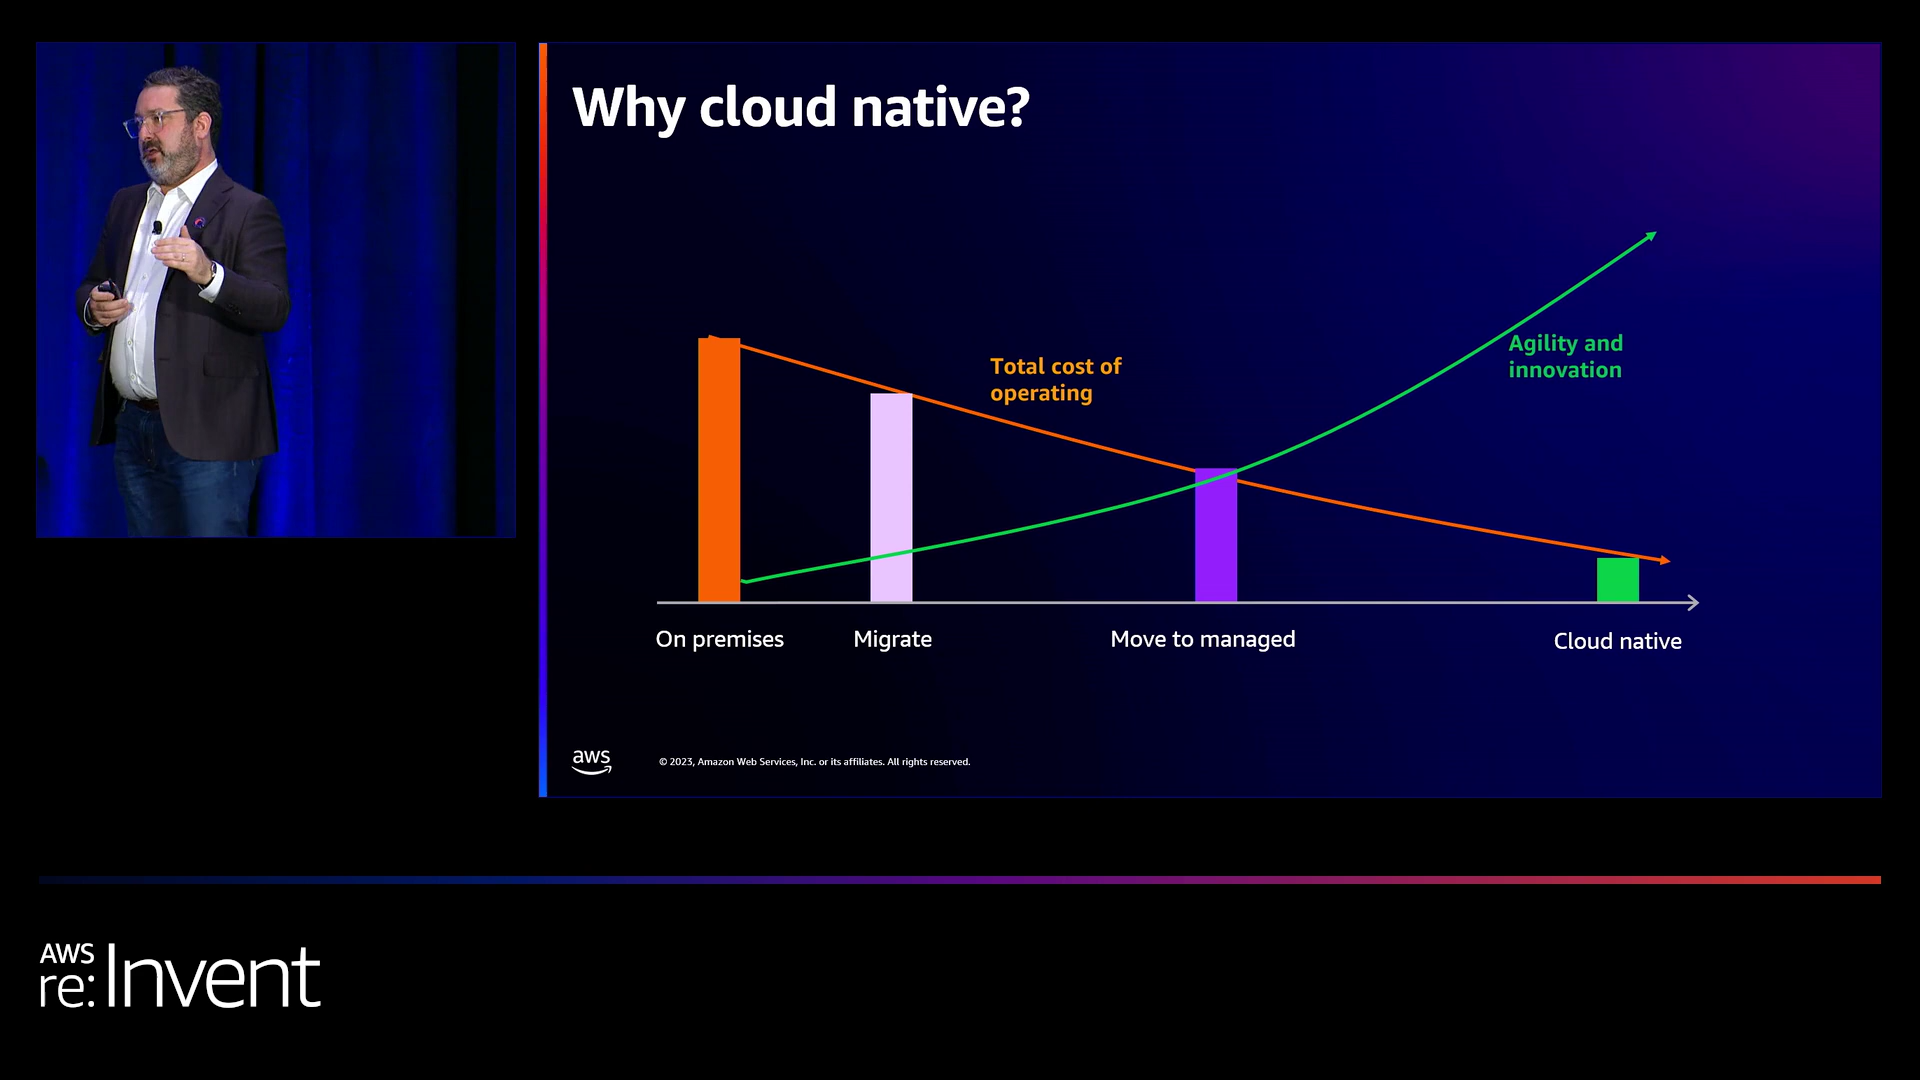 Why cloud native?
Total cost of
operating
Agility and
innovation
On premises
Migrate
Move to managed
Cloud native
aws
© 2023, Amazon Web Services, Inc. or its affiliates. All rights reserved.
AWS
re:Invent